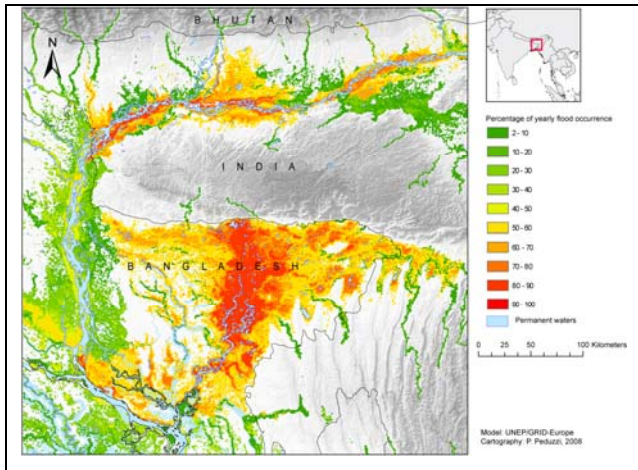 BHUTAN
N
INDIA
BANGLADESH
Percentage of yearly flood occurrence
2 - 10
10 - 20
20 - 30
30 - 40
40 - 50
50 - 60
60 - 70
70 - 80
80 - 90
90 - 100
Permanent waters
0 25 50 100 Kilometers
Model: UNEP/GRID-Europe
Cartography: P. Peduzzi, 2008